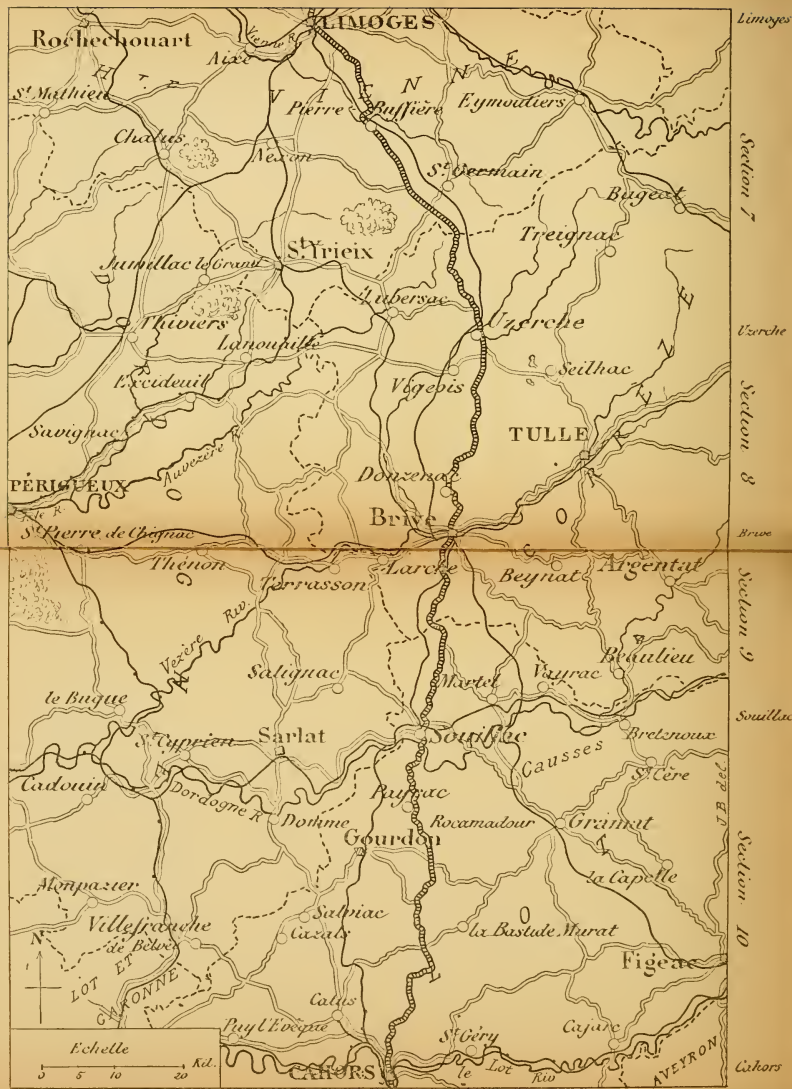 LIMOGES
Limoges
Rochechouart
Vienne R.
Aixe
H
T
E
V
I
E
N
N
E
St Mathieu
Pierre-Buffière
Eymoutiers
Chalus
Nexon
Section 7
St Germain
Bugeat
Treignac
St Yrieix
Jumillac le Grand
D
Lubersac
Thiviers
Uzerche
Uzerche
Lanouaille
Vigeois
Seilhac
Excideuil
Z
E
Section 8
Savignac
TULLE
E
R
Auvezère R.
Donzenac
PÉRIGUEUX
O
R
Brive
O
Brive
St Pierre de Chignac
C
Thénon
Larche
Beynat
Argentat
G
Terrasson
Section 9
Vézère Riv.
Beaulieu
Salignac
Martel
Vayrac
le Bugue
Souillac
St Cyprien
Sarlat
Souillac
Bretenoux
Causses
St Cère
Cadouin
Dordogne R
J B del
Domme
Payrac
Rocamadour
Gramat
Gourdon
T
la Capelle
Section 10
Monpazier
Salviac
O
Villefranche
de Belvès
Cazals
la Bastide Murat
Figeac
N
LOT ET
GARONNE
L
Catus
Puy l'Evêque
St Géry
Cajarc
Echelle
0 5 10 20 Kil.
CAHORS
le Lot Riv
AVEYRON
Cahors